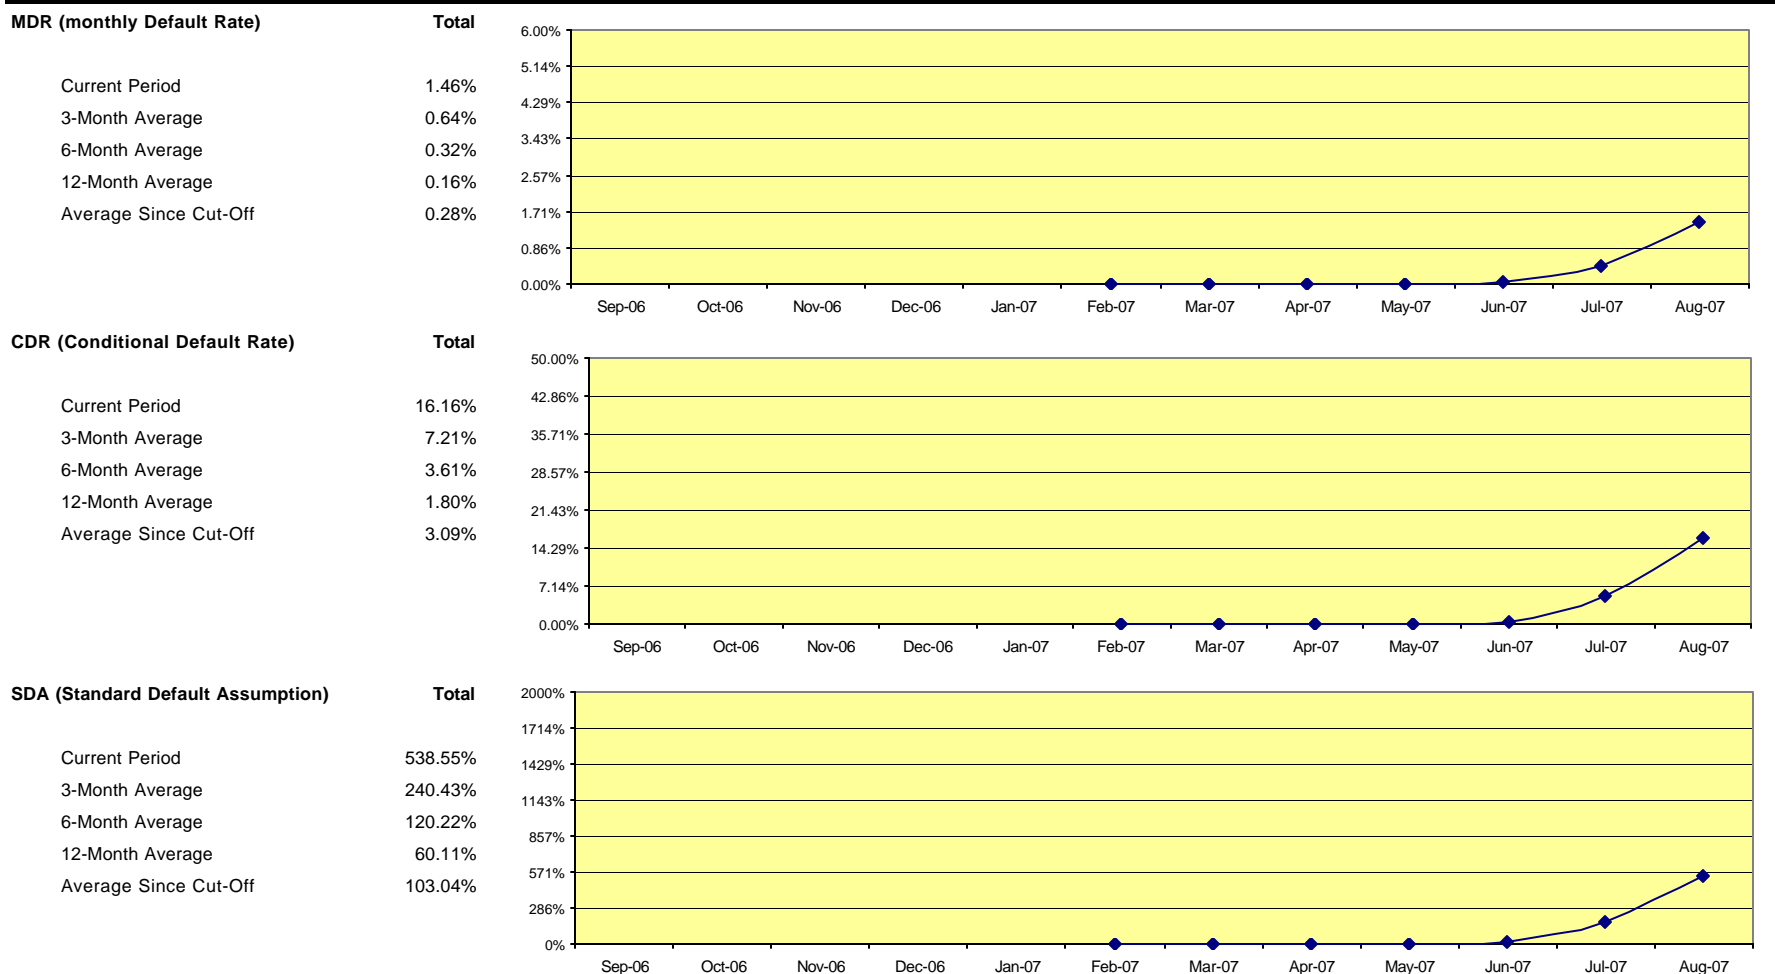 MDR (monthly Default Rate) Total
Current Period 1.46%
3-Month Average 0.64%
6-Month Average 0.32%
12-Month Average 0.16%
Average Since Cut-Off 0.28%
6.00%
5.14%
4.29%
3.43%
2.57%
1.71%
0.86%
0.00%
Sep-06 Oct-06 Nov-06 Dec-06 Jan-07 Feb-07 Mar-07 Apr-07 May-07 Jun-07 Jul-07 Aug-07
CDR (Conditional Default Rate) Total
Current Period 16.16%
3-Month Average 7.21%
6-Month Average 3.61%
12-Month Average 1.80%
Average Since Cut-Off 3.09%
50.00%
42.86%
35.71%
28.57%
21.43%
14.29%
7.14%
0.00%
Sep-06 Oct-06 Nov-06 Dec-06 Jan-07 Feb-07 Mar-07 Apr-07 May-07 Jun-07 Jul-07 Aug-07
SDA (Standard Default Assumption) Total
Current Period 538.55%
3-Month Average 240.43%
6-Month Average 120.22%
12-Month Average 60.11%
Average Since Cut-Off 103.04%
2000%
1714%
1429%
1143%
857%
571%
286%
0%
Sep-06 Oct-06 Nov-06 Dec-06 Jan-07 Feb-07 Mar-07 Apr-07 May-07 Jun-07 Jul-07 Aug-07